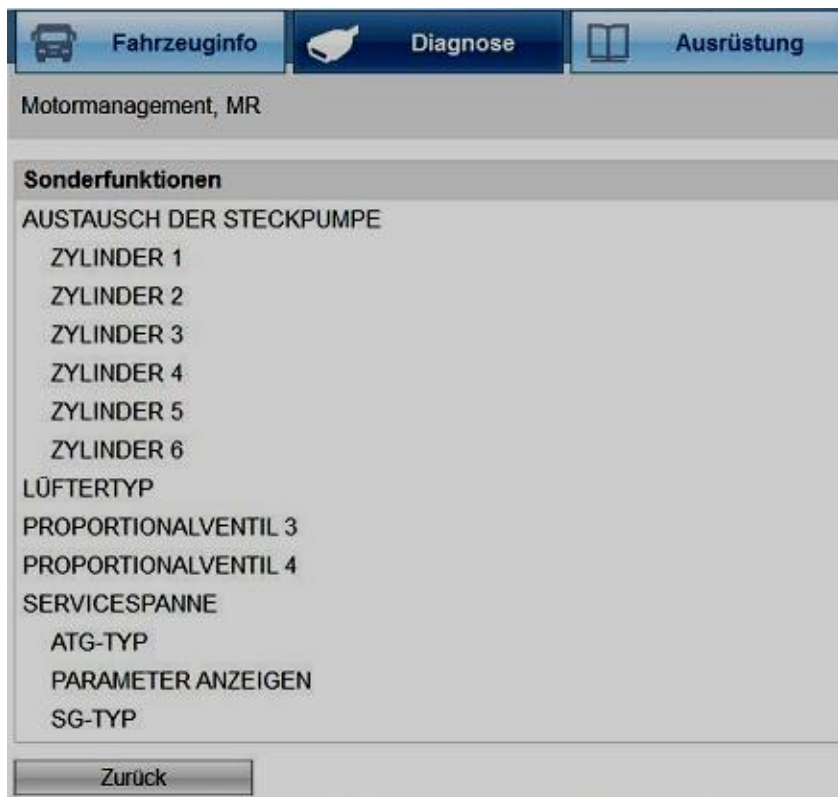 Fahrzeuginfo Diagnose Ausrüstung
Motormanagement, MR
Sonderfunktionen
AUSTAUSCH DER STECKPUMPE
ZYLINDER 1
ZYLINDER 2
ZYLINDER 3
ZYLINDER 4
ZYLINDER 5
ZYLINDER 6
LÜFTERTYP
PROPORTIONALVENTIL 3
PROPORTIONALVENTIL 4
SERVICESPANNE
ATG-TYP
PARAMETER ANZEIGEN
SG-TYP
Zurück